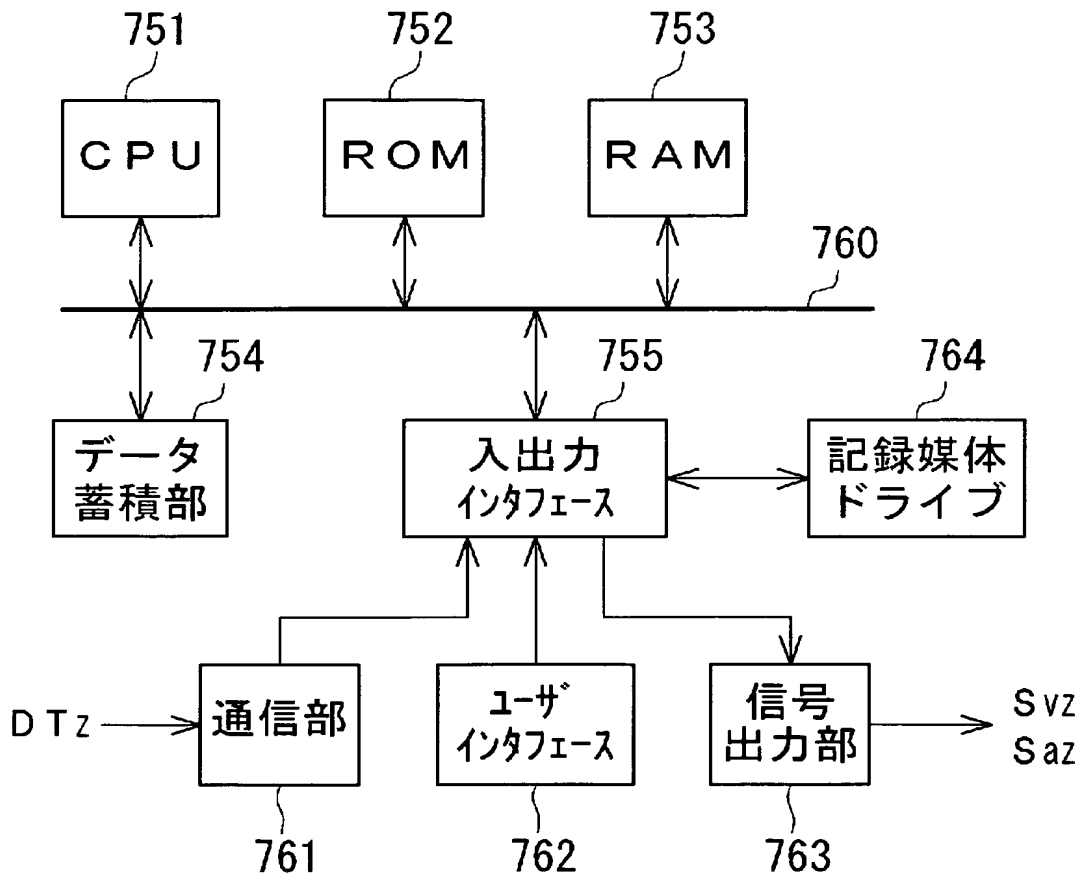 751
752
753
CPU
ROM
RAM
760
754
755
764
データ
蓄積部
入出力
インタフェース
記録媒体
ドライブ
DTz
通信部
ユーザ
インタフェース
信号
出力部
Svz
Saz
761
762
763